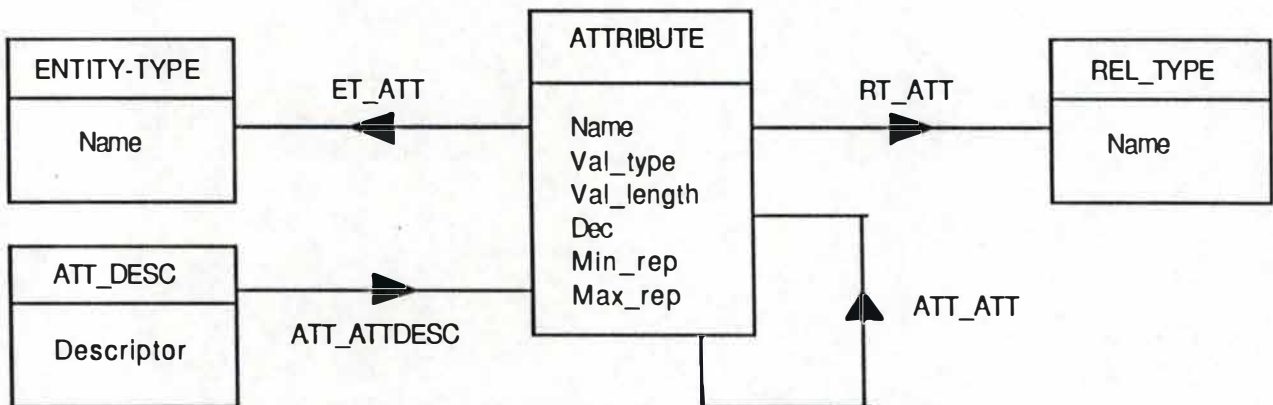 ENTITY-TYPE
Name
ET_ATT
ATTRIBUTE
Name
Val_type
Val_length
Dec
Min_rep
Max_rep
RT_ATT
REL_TYPE
Name
ATT_DESC
Descriptor
ATT_ATTDESC
ATT_ATT